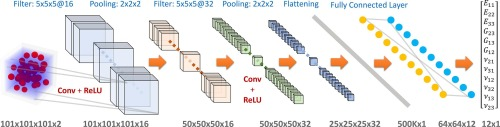 Filter: 5x5x5@16 Pooling: 2x2x2 Filter: 5x5x5@32 Pooling: 2x2x2 Flattening Fully Connected Layer
Conv + ReLU
Conv
+
ReLU
E11
E22
E33
G23
G13
G12
ν21
ν31
ν32
ν12
ν13
ν23
101x101x101x2 101x101x101x16 50x50x50x16 50x50x50x32 25x25x25x32 500Kx1 64x64x12 12x1